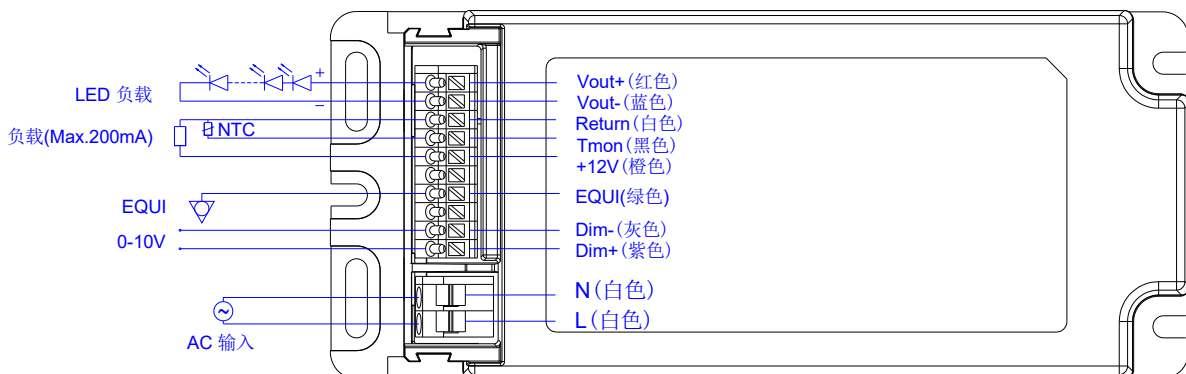 LED 负载
+
–
负载(Max.200mA)
NTC
EQUI
0-10V
AC 输入
Vout+(红色)
Vout-(蓝色)
Return(白色)
Tmon(黑色)
+12V(橙色)
EQUI(绿色)
Dim-(灰色)
Dim+(紫色)
N(白色)
L(白色)